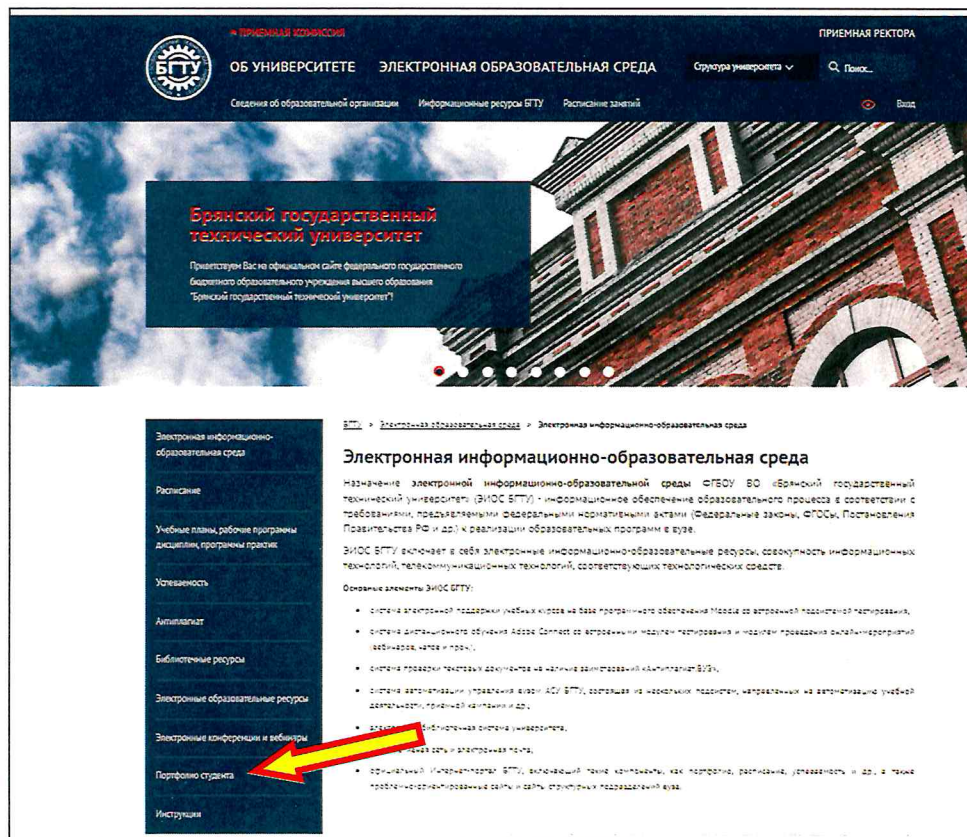 ПРИЕМНАЯ КОМИССИЯ
ПРИЕМНАЯ РЕКТОРА
БГТУ
ОБ УНИВЕРСИТЕТЕ ЭЛЕКТРОННАЯ ОБРАЗОВАТЕЛЬНАЯ СРЕДА Структура университета Поиск...
Сведения об образовательной организации Информационные ресурсы БГТУ Расписание занятий Вход
Брянский государственный
технический университет
Приветствуем Вас на официальном сайте федерального государственного
бюджетного образовательного учреждения высшего образования
"Брянский государственный технический университет"!
Электронная информационно-
образовательная среда
Расписание
Учебные планы, рабочие программы
дисциплин, программы практик
Успеваемость
Антиплагиат
Библиотечные ресурсы
Электронные образовательные ресурсы
Электронные конференции и вебинары
Портфолио студента
Инструкции
БГТУ > Электронная образовательная среда > Электронная информационно-образовательная среда
Электронная информационно-образовательная среда
Назначение электронной информационно-образовательной среды ФГБОУ ВО «Брянский государственный
технический университет» (ЭИОС БГТУ) - информационное обеспечение образовательного процесса в соответствии с
требованиями, предъявляемыми федеральными нормативными актами (Федеральные законы, ФГОСы, Постановления
Правительства РФ и др.) к реализации образовательных программ в вузе.
ЭИОС БГТУ включает в себя электронные информационно-образовательные ресурсы, совокупность информационных
технологий, телекоммуникационных технологий, соответствующих технологических средств.
Основные элементы ЭИОС БГТУ:
• система электронной поддержки учебных курсов на базе программного обеспечения Moodle со встроенной подсистемой тестирования;
• система дистанционного обучения Adobe Connect со встроенными модулем тестирования и модулем проведения онлайн-мероприятий
(вебинаров, чатов и проч.);
• система проверки текстовых документов на наличие заимствований «Антиплагиат.ВУЗ»;
• система автоматизации управления вузом АСУ БГТУ, состоящая из нескольких подсистем, направленных на автоматизацию учебной
деятельности, приемной кампании и др.;
• библиотечная система университета;
• сеть и электронная почта;
• официальный Интернет-портал БГТУ, включающий такие компоненты, как портфолио, расписание, успеваемость и др., а также
проблемно-ориентированные сайты и сайты структурных подразделений вуза.